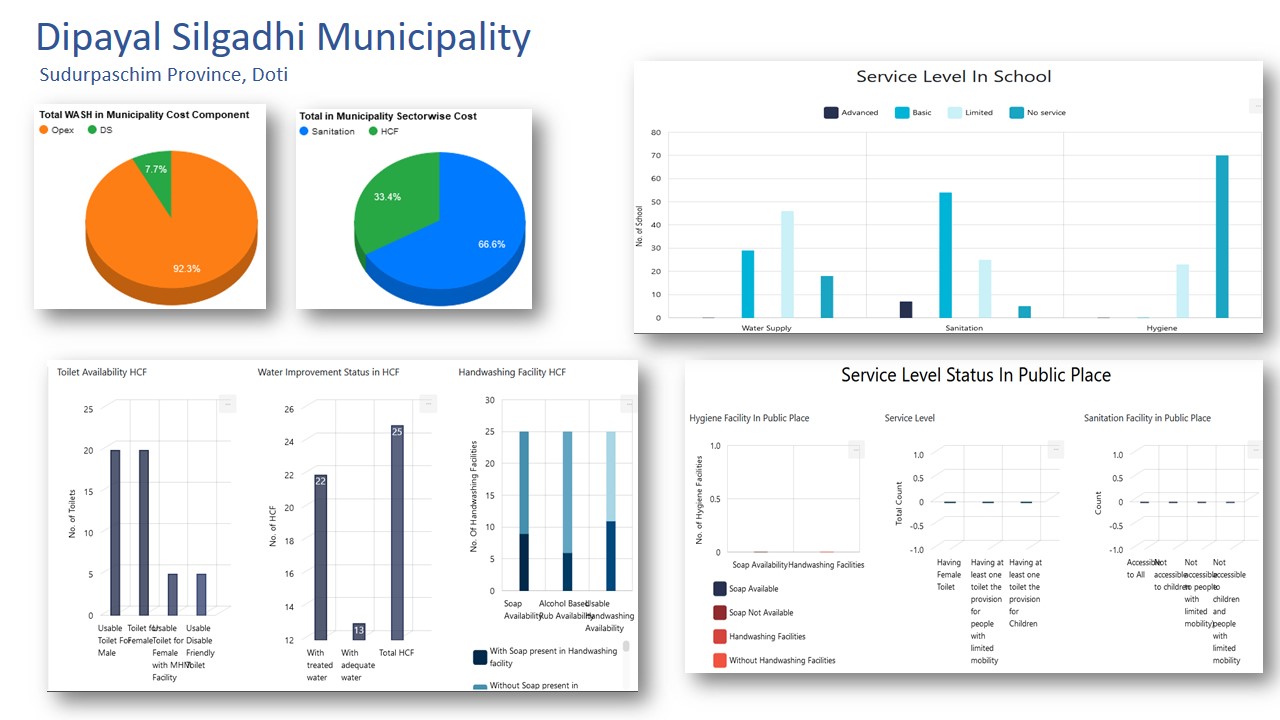 Dipayal Silgadhi Municipality
Sudurpaschim Province, Doti
Total WASH in Municipality Cost Component
Opex DS
7.7%
92.3%
Total in Municipality Sectorwise Cost
Sanitation HCF
33.4%
66.6%
Service Level In School
Advanced Basic Limited No service
No. of School
80
70
60
50
40
30
20
10
0
Water Supply Sanitation Hygiene
Toilet Availability HCF
No. of Toilets
25
20
15
10
5
0
Usable
Toilet For
Male
Toilet for
Female
Usable
Toilet for
Female
with MHM
Facility
Usable
Disable
Friendly
Toilet
Water Improvement Status in HCF
No. of HCF
26
24
22
20
18
16
14
12
22
13
25
With
treated
water
With
adequate
water
Total HCF
Handwashing Facility HCF
No. Of Handwashing Facilities
30
25
20
15
10
5
0
Soap
Availability
Alcohol Based
Rub Availability
Usable
Handwashing
Availability
With Soap present in Handwashing
facility
Without Soap present in
Service Level Status In Public Place
Hygiene Facility In Public Place
No. of Hygiene Facilities
1.0
0.5
0
Soap Availability Handwashing Facilities
Soap Available
Soap Not Available
Handwashing Facilities
Without Handwashing Facilities
Service Level
Total Count
1.0
0.5
0
-0.5
-1.0
Having
Female
Toilet
Having at
least one
toilet the
provision
for
people
with
limited
mobility
Having at
least one
toilet the
provision
for
Children
Sanitation Facility in Public Place
Count
1.0
0.5
0
-0.5
-1.0
Accessible
to All
Not
accessible
to children
Not
accessible
to people
with
limited
mobility
Not
accessible
to
children
and
people
with
limited
mobility